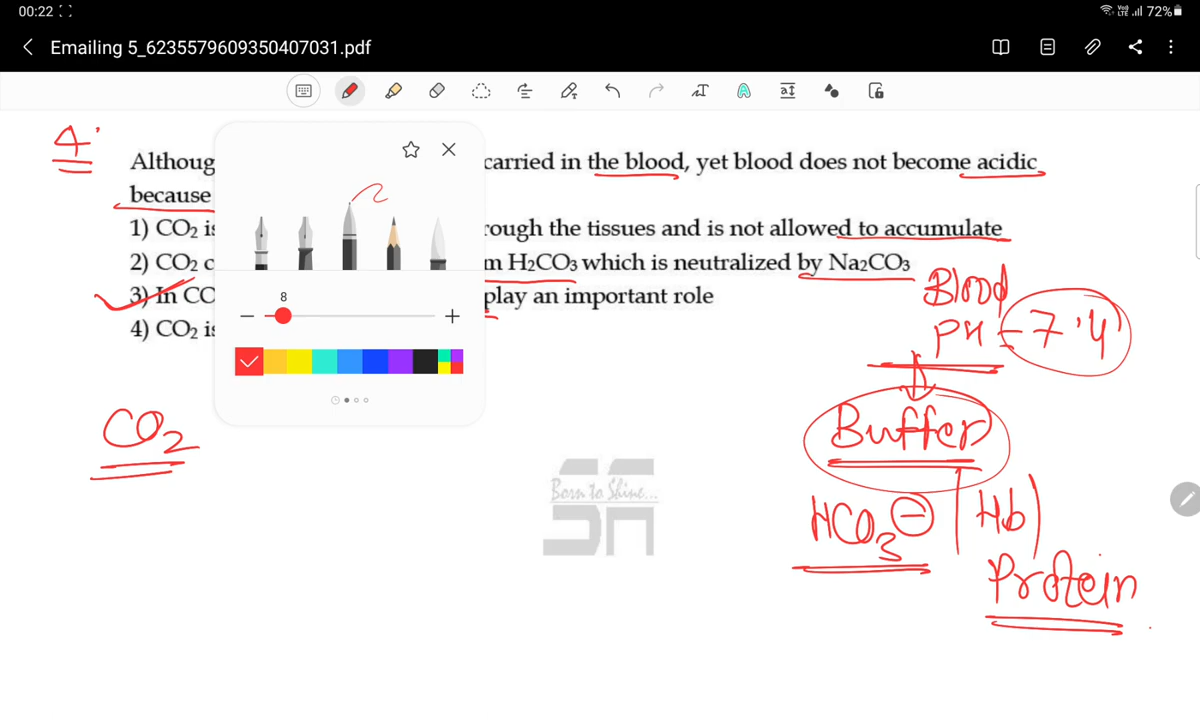 00:22
VoI) LTE 72%
Emailing 5_6235579609350407031.pdf
4.
Althoug carried in the blood, yet blood does not become acidic
because
1) CO₂ is rough the tissues and is not allowed to accumulate
2) CO₂ c m H₂CO₃ which is neutralized by Na₂CO₃
3) In CO play an important role
4) CO₂ is
8
Blood
PH = 7.4
CO₂
Buffer
Born to Shine...
SA
HCO₃⊖ | Hb |
Protein